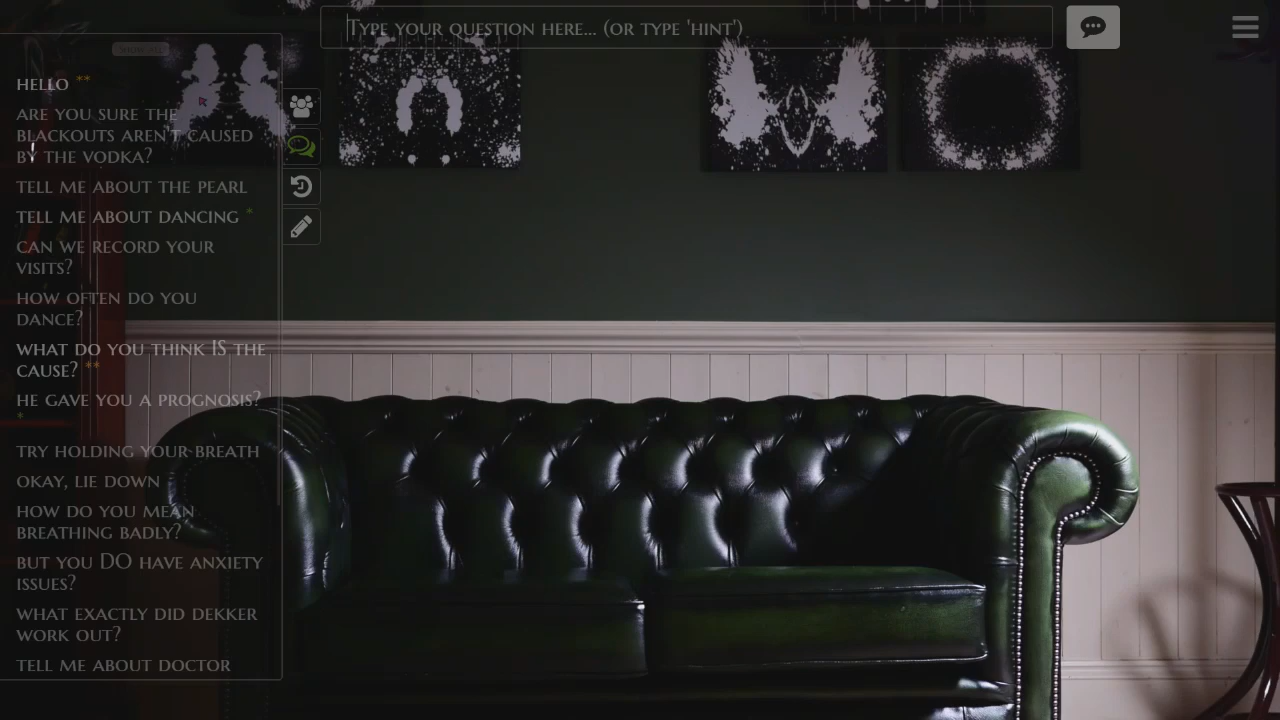 Type your question here... (or type 'hint')
Show all
Hello **
Are you sure the
blackouts aren't caused
by the vodka?
Tell me about the pearl
Tell me about dancing *
Can we record your
visits?
How often do you
dance?
What do you think IS the
cause? **
He gave you a prognosis?
*
Try holding your breath
Okay, lie down
How do you mean
breathing badly?
But you DO have anxiety
issues?
What exactly did Dekker
work out?
Tell me about Doctor